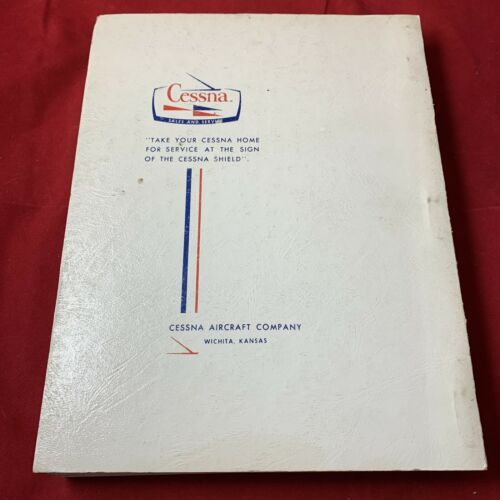 Cessna.
SALES AND SERVICE
"TAKE YOUR CESSNA HOME
FOR SERVICE AT THE SIGN
OF THE CESSNA SHIELD".
CESSNA AIRCRAFT COMPANY
WICHITA, KANSAS